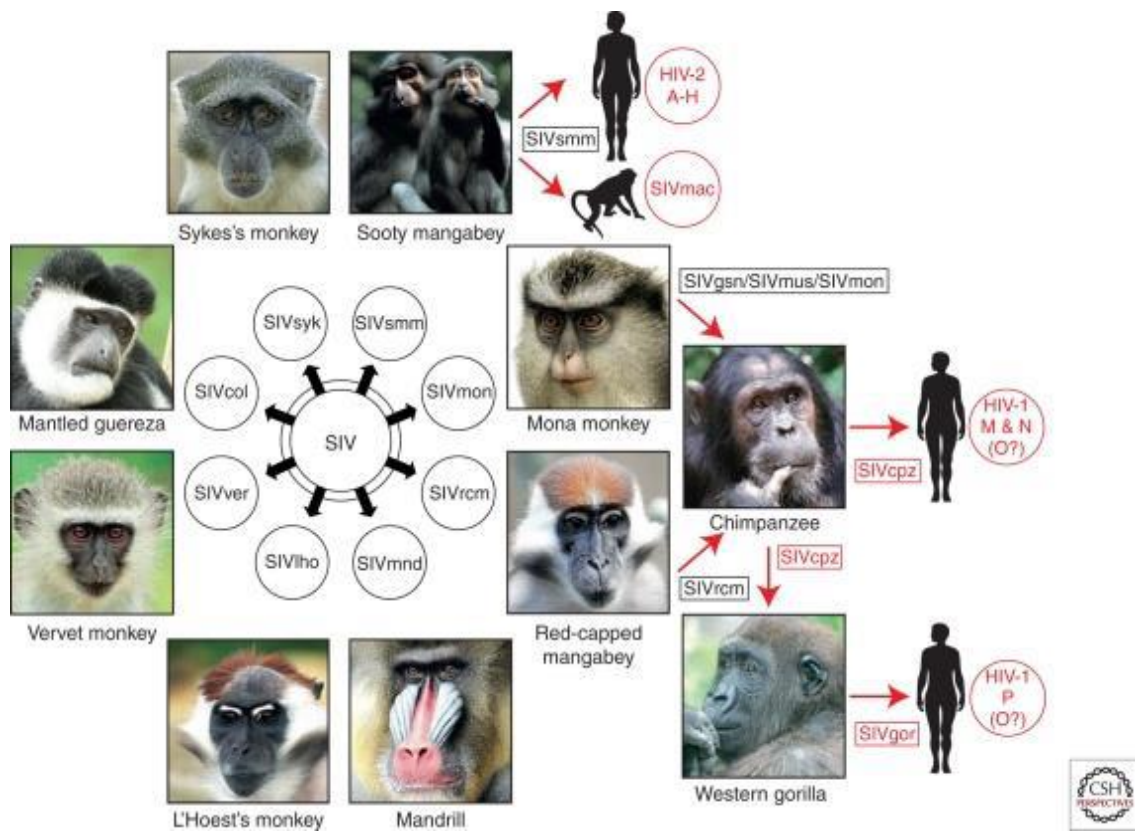 HIV-2
A-H
SIVsmm
SIVmac
Sykes's monkey
Sooty mangabey
SIVgsn/SIVmus/SIVmon
SIVsyk
SIVsmm
SIVcol
SIVmon
SIV
SIVver
SIVrcm
SIVlho
SIVmnd
Mantled guereza
Mona monkey
HIV-1
M & N
(O?)
SIVcpz
Chimpanzee
SIVcpz
SIVrcm
Vervet monkey
Red-capped
mangabey
HIV-1
P
(O?)
SIVgor
L'Hoest's monkey
Mandrill
Western gorilla
CSH
PERSPECTIVES